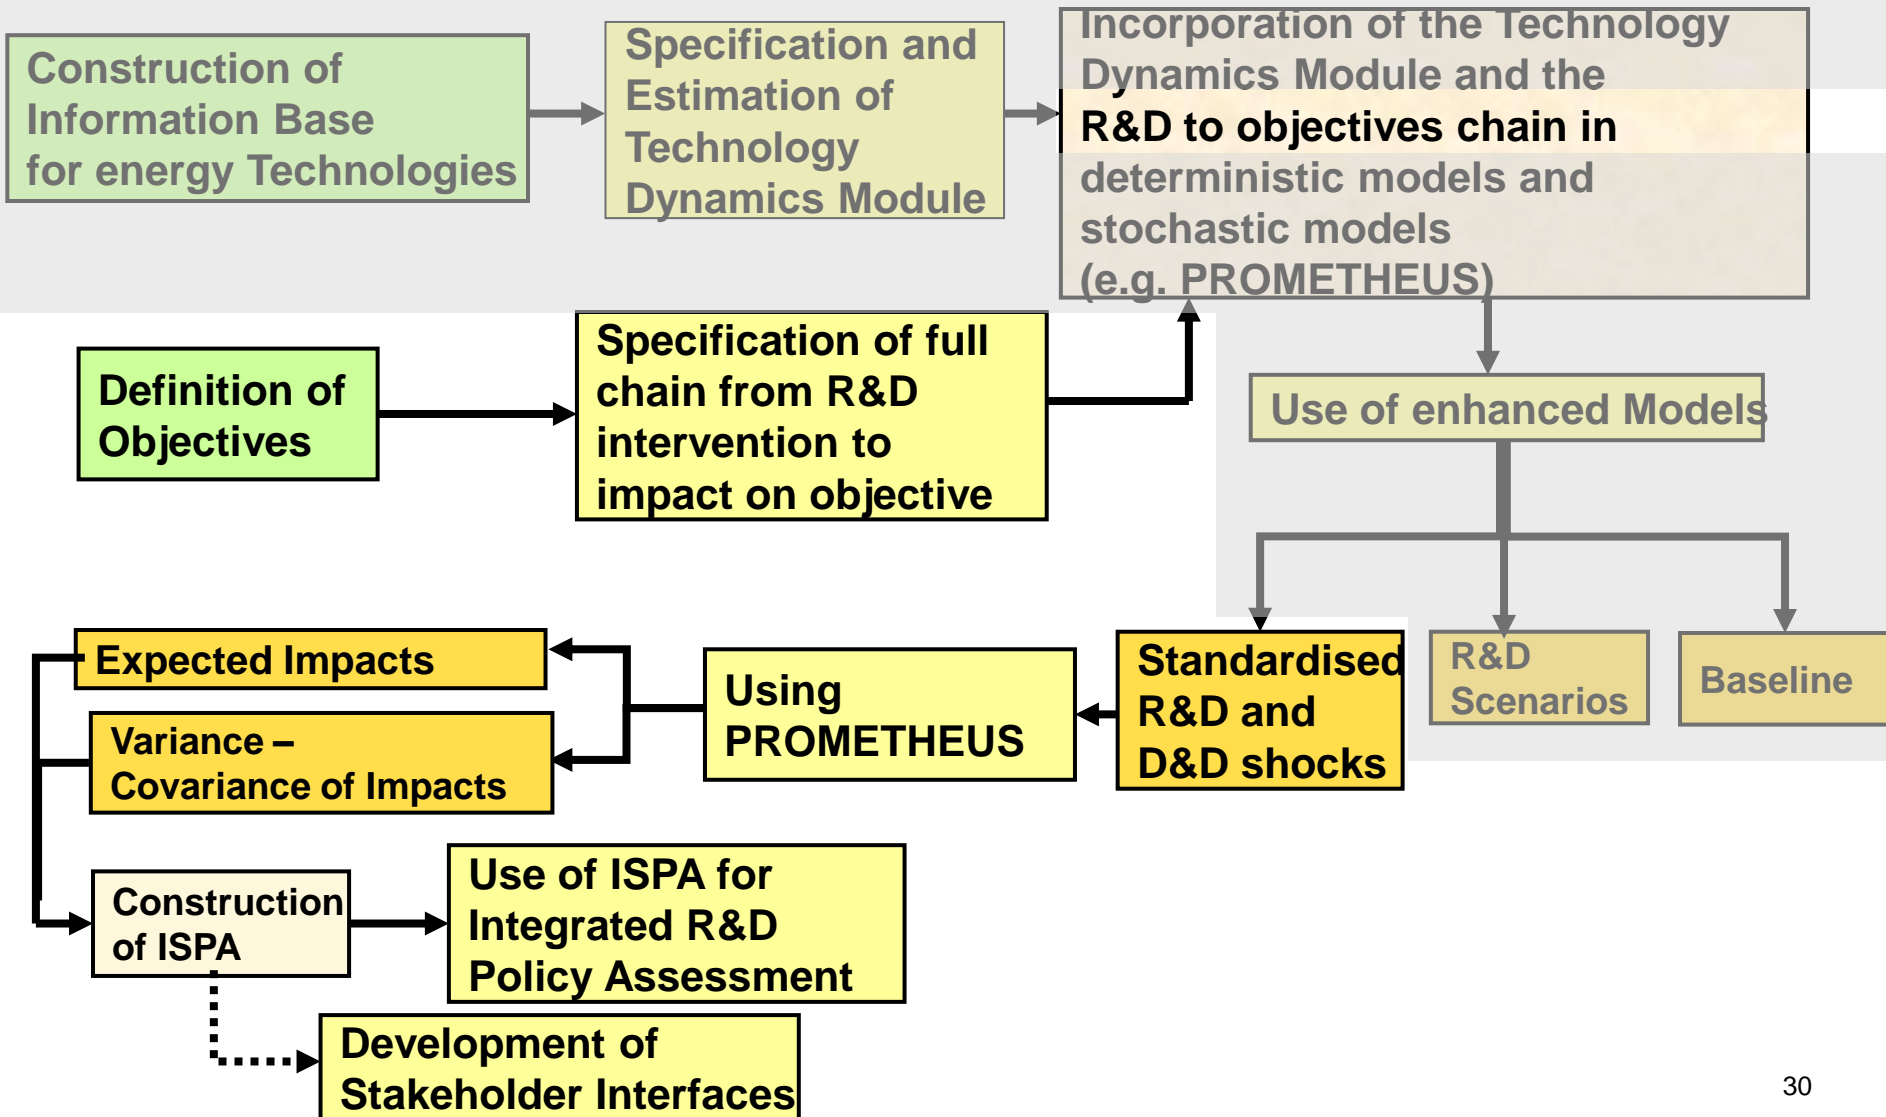 Construction of
Information Base
for energy Technologies
Specification and
Estimation of
Technology
Dynamics Module
Incorporation of the Technology
Dynamics Module and the
R&D to objectives chain in
deterministic models and
stochastic models
(e.g. PROMETHEUS)
Definition of
Objectives
Specification of full
chain from R&D
intervention to
impact on objective
Use of enhanced Models
Expected Impacts
Variance –
Covariance of Impacts
Using
PROMETHEUS
Standardised
R&D and
D&D shocks
R&D
Scenarios
Baseline
Construction
of ISPA
Use of ISPA for
Integrated R&D
Policy Assessment
Development of
Stakeholder Interfaces
30